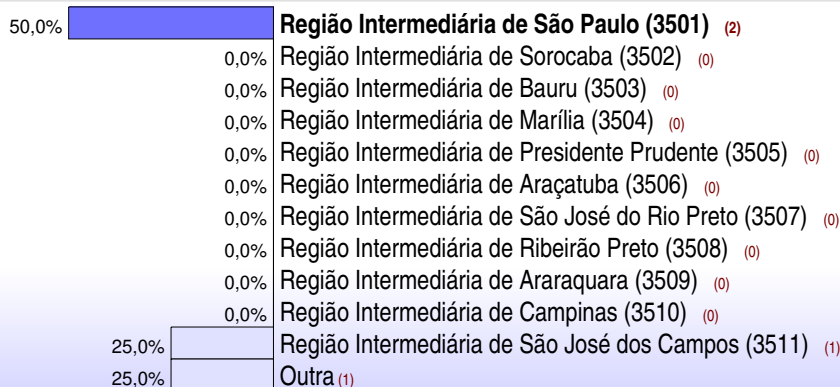 50,0% Região Intermediária de São Paulo (3501) (2)
0,0% Região Intermediária de Sorocaba (3502) (0)
0,0% Região Intermediária de Bauru (3503) (0)
0,0% Região Intermediária de Marília (3504) (0)
0,0% Região Intermediária de Presidente Prudente (3505) (0)
0,0% Região Intermediária de Araçatuba (3506) (0)
0,0% Região Intermediária de São José do Rio Preto (3507) (0)
0,0% Região Intermediária de Ribeirão Preto (3508) (0)
0,0% Região Intermediária de Araraquara (3509) (0)
0,0% Região Intermediária de Campinas (3510) (0)
25,0% Região Intermediária de São José dos Campos (3511) (1)
25,0% Outra (1)